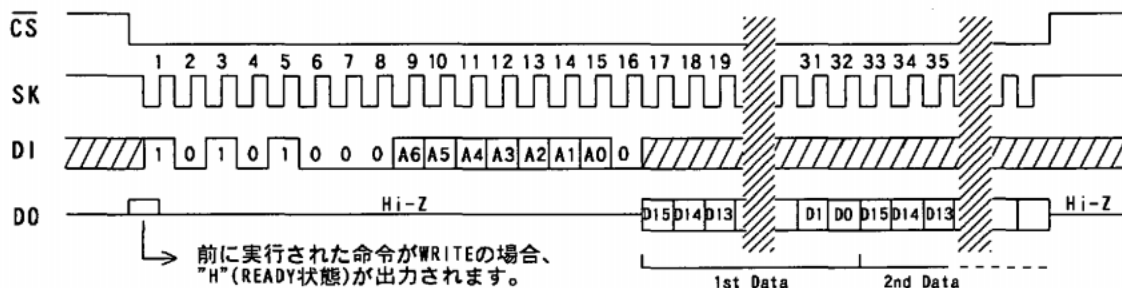 CS
1 2 3 4 5 6 7 8 9 10 11 12 13 14 15 16 17 18 19 31 32 33 34 35
SK
DI 1 0 1 0 1 0 0 0 A6 A5 A4 A3 A2 A1 A0 0
DO Hi-Z D15 D14 D13 D1 D0 D15 D14 D13 Hi-Z
前に実行された命令がWRITEの場合、
"H"(READY状態)が出力されます。
1st Data 2nd Data